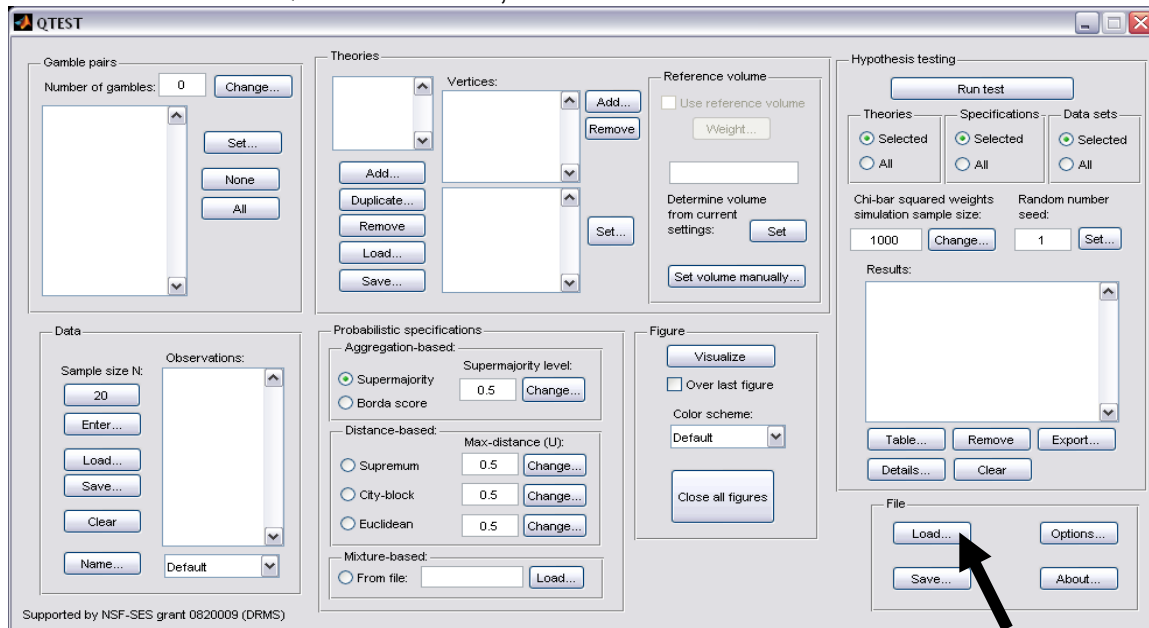 QTEST
Gamble pairs
Number of gambles: 0 Change...
Set...
None
All
Theories
Vertices:
Add...
Remove
Add...
Duplicate...
Remove
Load...
Save...
Set...
Reference volume
Use reference volume
Weight...
Determine volume
from current
settings: Set
Set volume manually...
Hypothesis testing
Run test
Theories
Selected
All
Specifications
Selected
All
Data sets
Selected
All
Chi-bar squared weights
simulation sample size:
1000 Change...
Random number
seed:
1 Set...
Results:
Table... Remove Export...
Details... Clear
Data
Sample size N:
20
Enter...
Load...
Save...
Clear
Name...
Observations:
Default
Probabilistic specifications
Aggregation-based:
Supermajority level:
Supermajority 0.5 Change...
Borda score
Distance-based:
Max-distance (U):
Supremum 0.5 Change...
City-block 0.5 Change...
Euclidean 0.5 Change...
Mixture-based:
From file: Load...
Figure
Visualize
Over last figure
Color scheme:
Default
Close all figures
File
Load... Options...
Save... About...
Supported by NSF-SES grant 0820009 (DRMS)